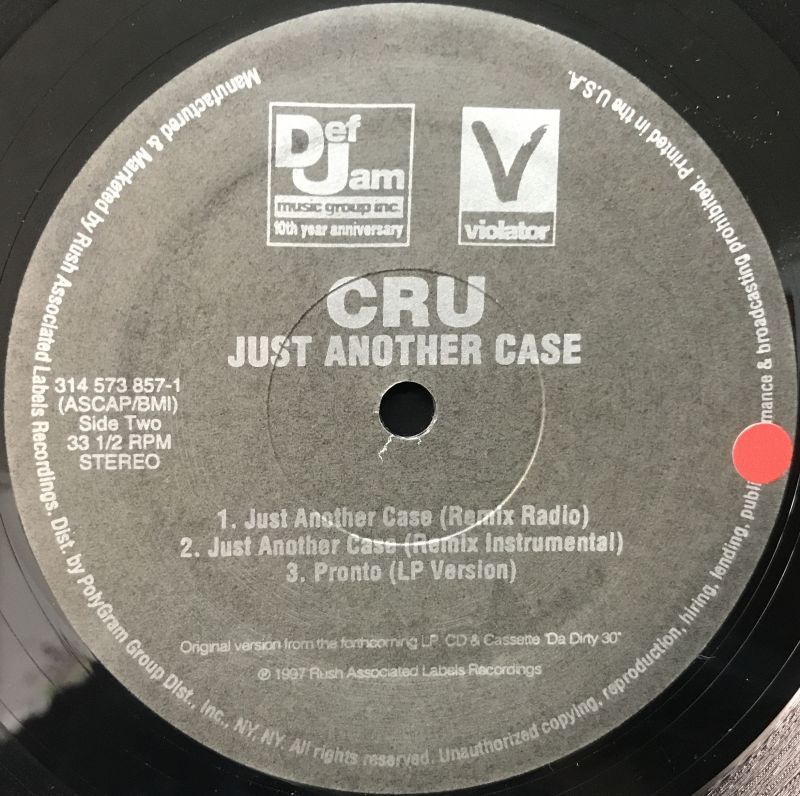 Def
Jam
music group inc.
10th year anniversary
violator
CRU
JUST ANOTHER CASE
314 573 857-1
(ASCAP/BMI)
Side Two
33 1/2 RPM
STEREO
1. Just Another Case (Remix Radio)
2. Just Another Case (Remix Instrumental)
3. Pronto (LP Version)
Original version from the forthcoming LP, CD & Cassette "Da Dirty 30"
℗ 1997 Rush Associated Labels Recordings
Manufactured & Marketed by Rush Associated Labels Recordings. Dist. by PolyGram Group Dist., Inc., NY, NY. All rights reserved. Unauthorized copying, reproduction, hiring, lending, publi mance & broadcasting prohibited. Printed in the U.S.A.